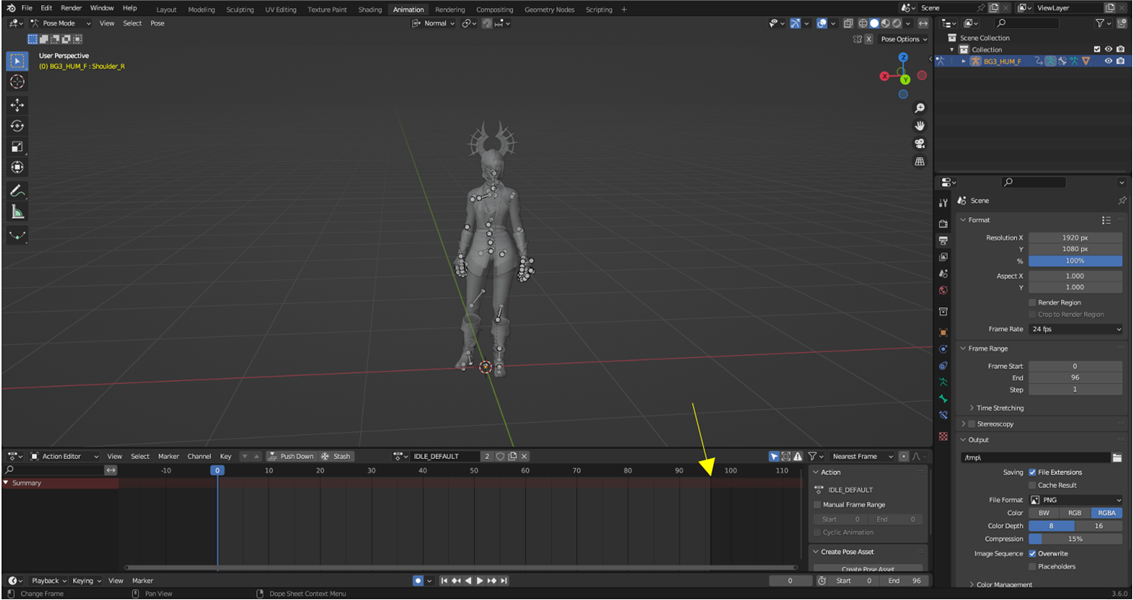 File Edit Render Window Help Layout Modeling Sculpting UV Editing Texture Paint Shading Animation Rendering Compositing Geometry Nodes Scripting + Scene ViewLayer
Pose Mode View Select Pose Normal
Pose Options
User Perspective
(0) BG3_HUM_F : Shoulder_R
Z
X
Y
Scene Collection
Collection
BG3_HUM_F
Scene
Format
Resolution X 1920 px
Y 1080 px
% 100%
Aspect X 1.000
Y 1.000
Render Region
Crop to Render Region
Frame Rate 24 fps
Frame Range
Frame Start 0
End 96
Step 1
Time Stretching
Stereoscopy
Output
/tmp\
Saving File Extensions
Cache Result
File Format PNG
Color BW RGB RGBA
Color Depth 8 16
Compression 15%
Image Sequence Overwrite
Placeholders
Color Management
Action Editor View Select Marker Channel Key Push Down Stash IDLE_DEFAULT 2 Nearest Frame
-10 0 10 20 30 40 50 60 70 80 90 100 110
Summary
Action
IDLE_DEFAULT
Manual Frame Range
Start 0 End 0
Cyclic Animation
Create Pose Asset
Create Pose Asset
Playback Keying View Marker 0 Start 0 End 96
Change Frame Pan View Dope Sheet Context Menu 3.6.0